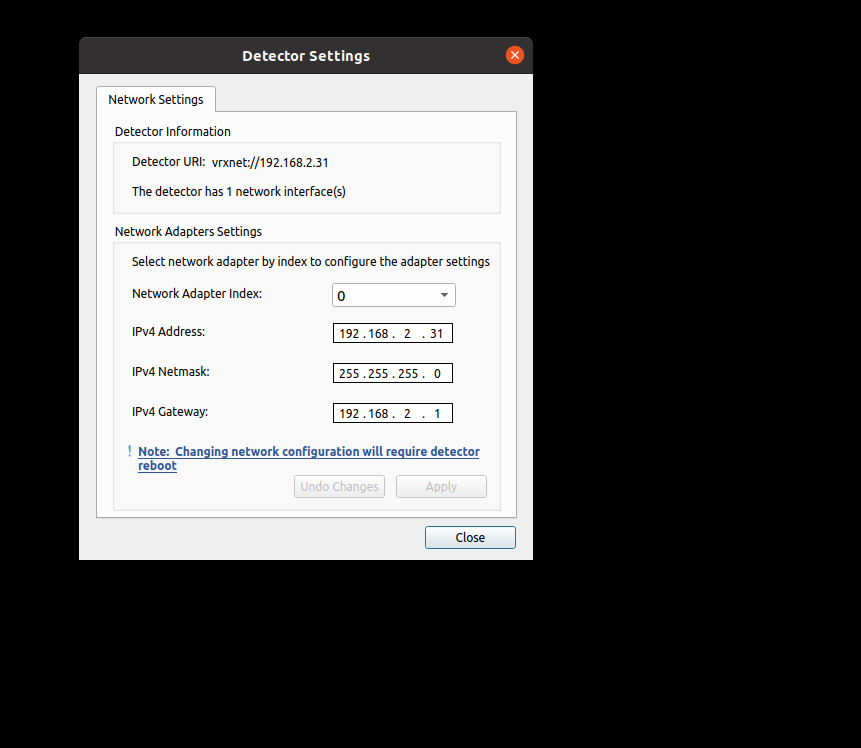 Detector Settings
Network Settings
Detector Information
Detector URI: vrxnet://192.168.2.31
The detector has 1 network interface(s)
Network Adapters Settings
Select network adapter by index to configure the adapter settings
Network Adapter Index: 0
IPv4 Address: 192 . 168 . 2 . 31
IPv4 Netmask: 255 . 255 . 255 . 0
IPv4 Gateway: 192 . 168 . 2 . 1
! Note: Changing network configuration will require detector
reboot
Undo Changes Apply
Close